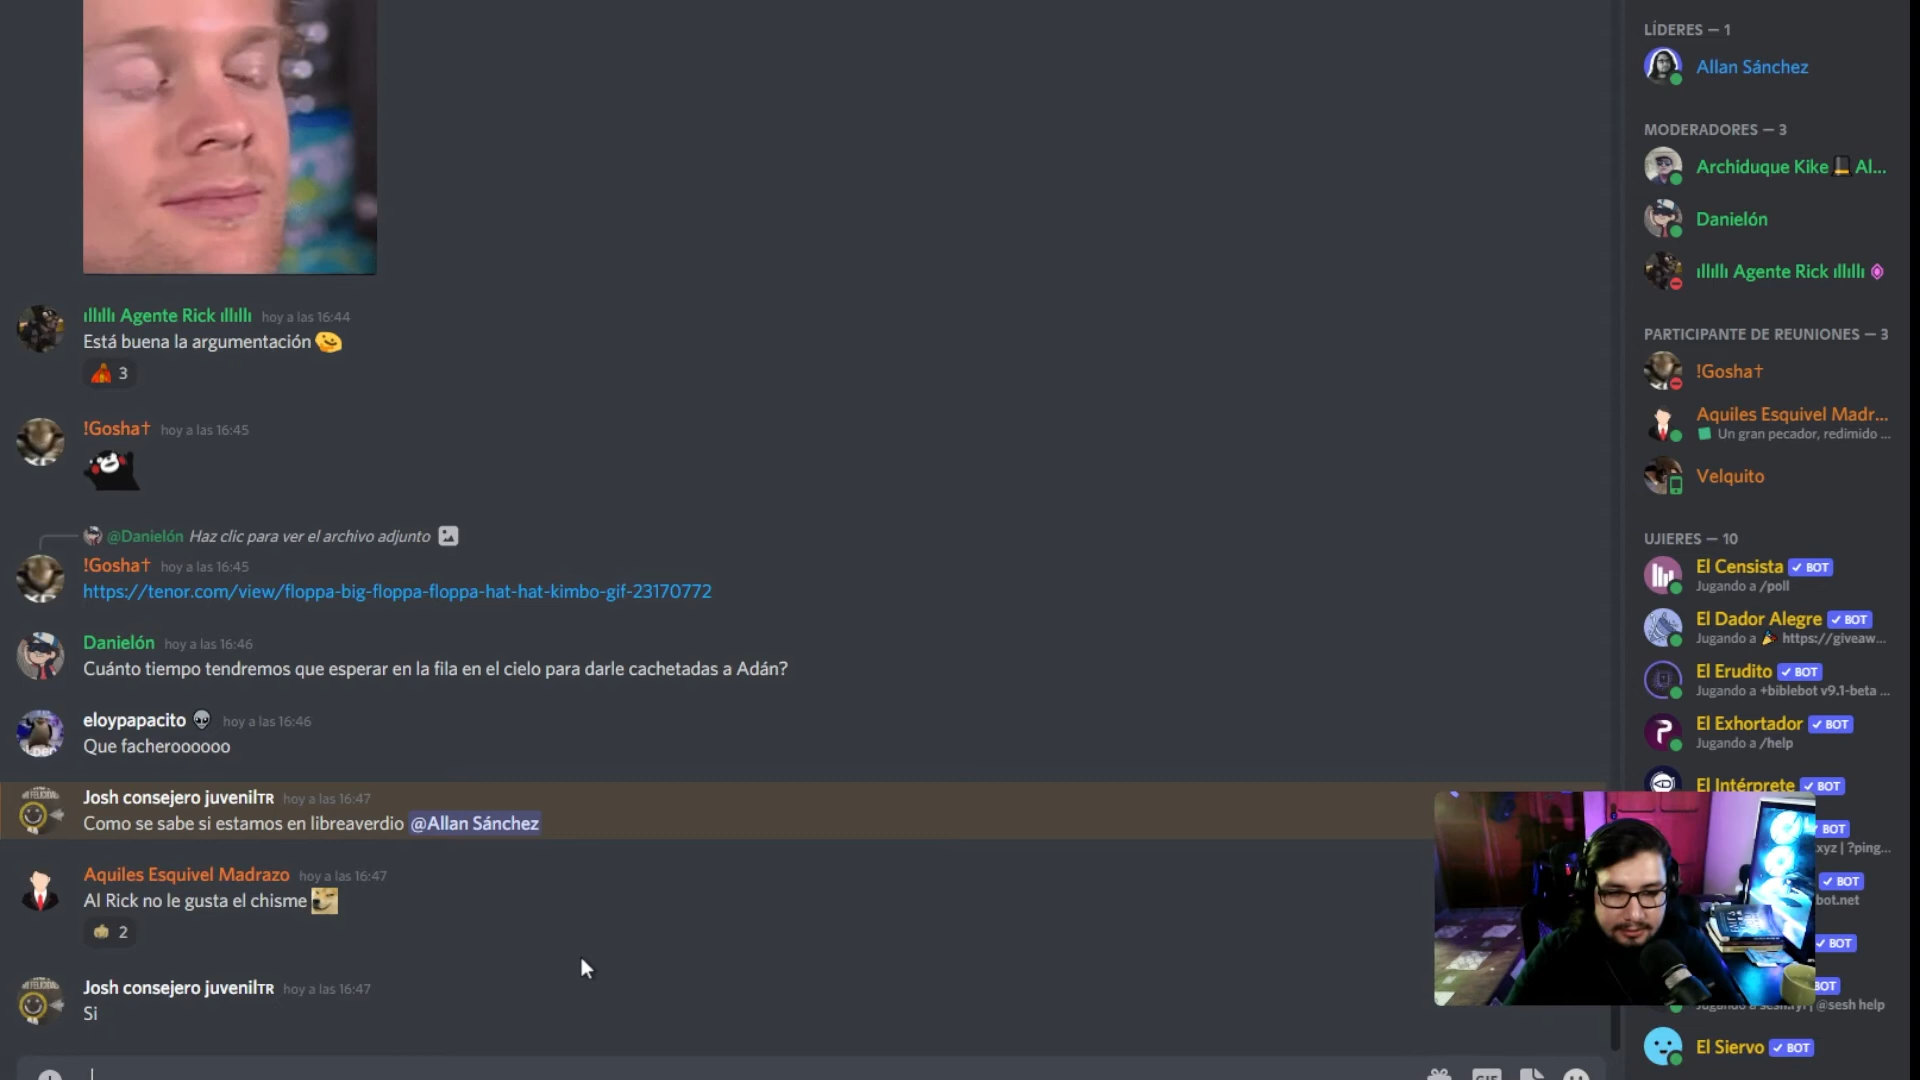 ıllıllı Agente Rick ıllıllı hoy a las 16:44
Está buena la argumentación
3
!Gosha† hoy a las 16:45
@Danielón Haz clic para ver el archivo adjunto
!Gosha† hoy a las 16:45
https://tenor.com/view/floppa-big-floppa-floppa-hat-hat-kimbo-gif-23170772
Danielón hoy a las 16:46
Cuánto tiempo tendremos que esperar en la fila en el cielo para darle cachetadas a Adán?
eloypapacito 💀 hoy a las 16:46
Que facheroooooo
Josh consejero juvenilTR hoy a las 16:47
Como se sabe si estamos en libreaverdio @Allan Sánchez
Aquiles Esquivel Madrazo hoy a las 16:47
Al Rick no le gusta el chisme
2
Josh consejero juvenilTR hoy a las 16:47
Si
GIF
LÍDERES — 1
Allan Sánchez
MODERADORES — 3
Archiduque Kike Al...
Danielón
ıllıllı Agente Rick ıllıllı
PARTICIPANTE DE REUNIONES — 3
!Gosha†
Aquiles Esquivel Madr...
Un gran pecador, redimido ...
Velquito
UJIERES — 10
El Censista BOT
Jugando a /poll
El Dador Alegre BOT
Jugando a https://giveaw...
El Erudito BOT
Jugando a +biblebot v9.1-beta ...
El Exhortador BOT
Jugando a /help
El Intérprete BOT
BOT
xyz | ?ping...
BOT
bot.net
BOT
BOT
Jugando a sesh.fyi | @sesh help
El Siervo BOT